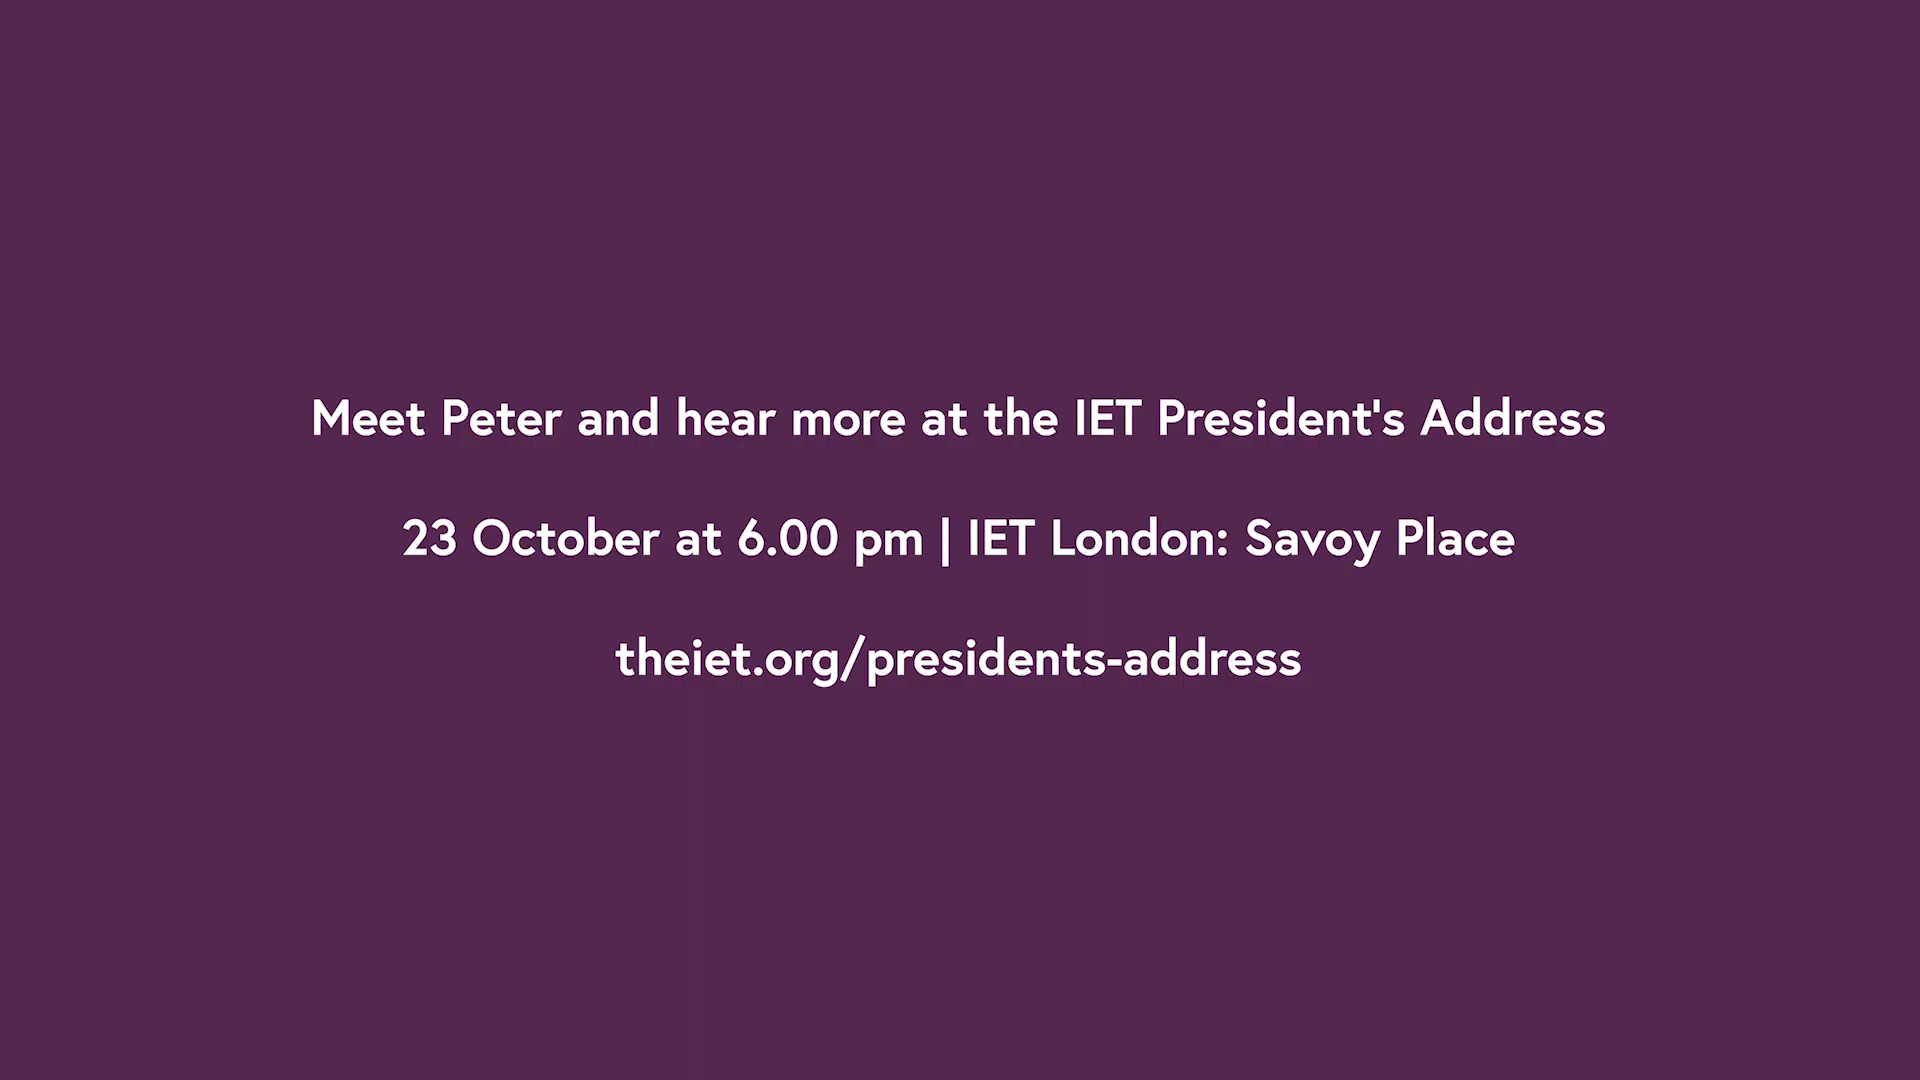 Meet Peter and hear more at the IET President's Address
23 October at 6.00 pm | IET London: Savoy Place
theiet.org/presidents-address